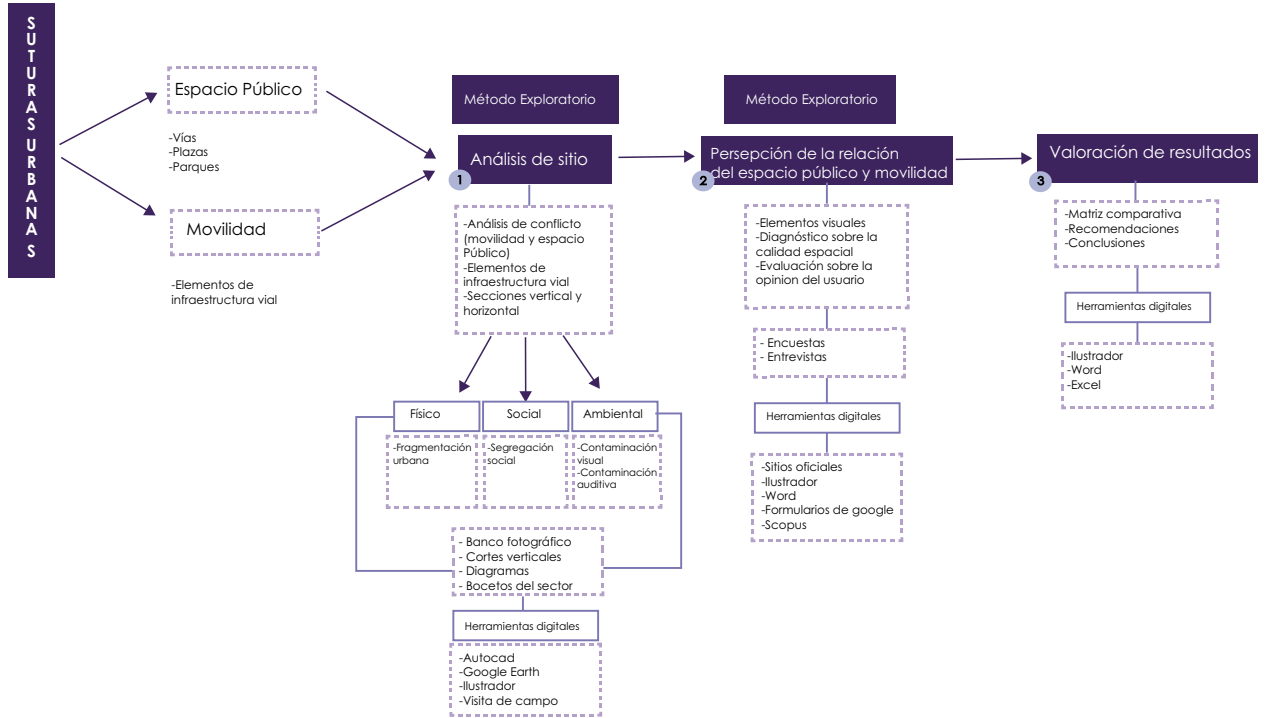 SUTURAS URBANAS
Espacio Público
-Vías
-Plazas
-Parques
Movilidad
-Elementos de
infraestructura vial
Método Exploratorio
Análisis de sitio
1
-Análisis de conflicto
(movilidad y espacio
Público)
-Elementos de
infraestructura vial
-Secciones vertical y
horizontal
Físico
-Fragmentación
urbana
Social
-Segregación
social
Ambiental
-Contaminación
visual
-Contaminación
auditiva
- Banco fotográfico
- Cortes verticales
- Diagramas
- Bocetos del sector
Herramientas digitales
-Autocad
-Google Earth
-Ilustrador
-Visita de campo
Método Exploratorio
Persepción de la relación
del espacio público y movilidad
2
-Elementos visuales
-Diagnóstico sobre la
calidad espacial
-Evaluación sobre la
opinion del usuario
- Encuestas
- Entrevistas
Herramientas digitales
-Sitios oficiales
-Ilustrador
-Word
-Formularios de google
-Scopus
Valoración de resultados
3
-Matriz comparativa
-Recomendaciones
-Conclusiones
Herramientas digitales
-Ilustrador
-Word
-Excel